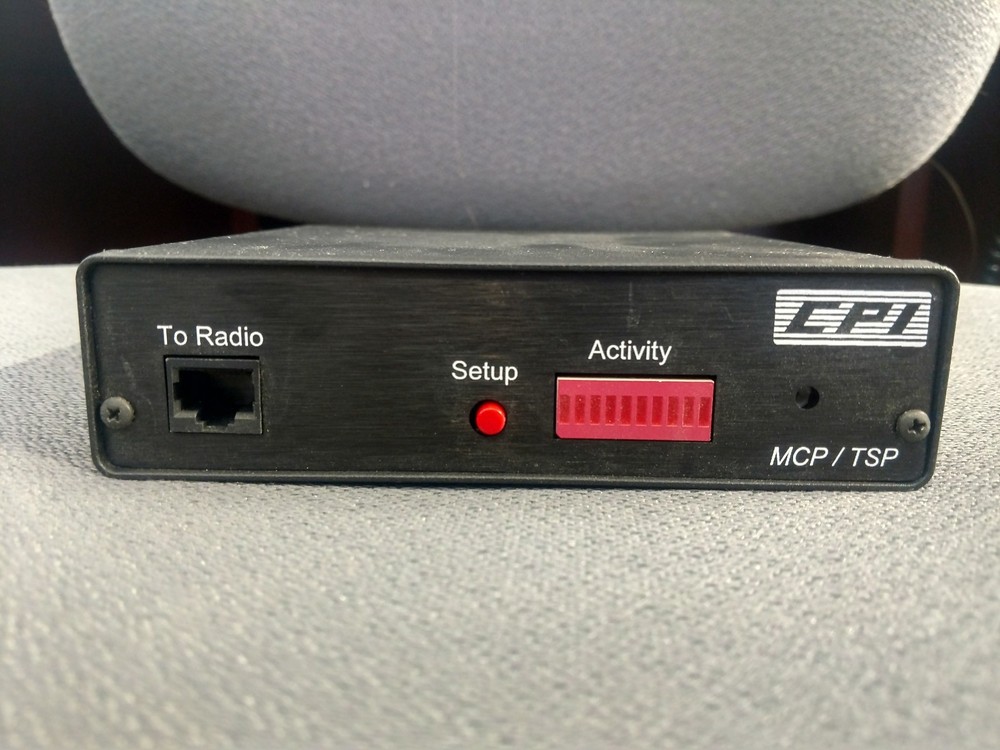 To Radio
Setup
Activity
CPI
MCP / TSP